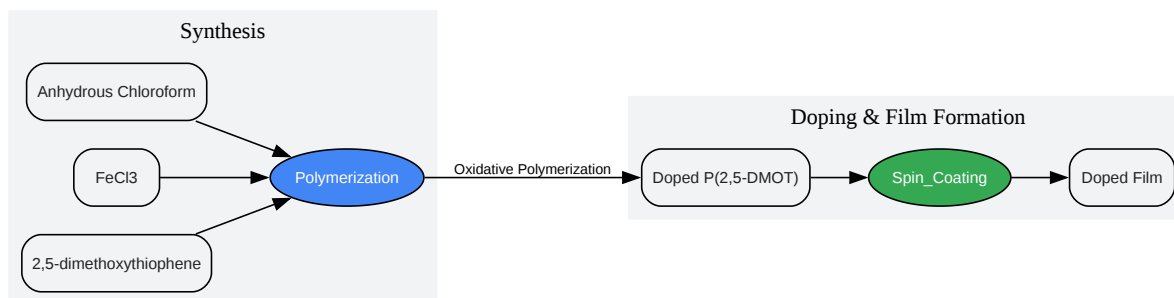 Synthesis
Anhydrous Chloroform
FeCl3
2,5-dimethoxythiophene
Polymerization
Oxidative Polymerization
Doping & Film Formation
Doped P(2,5-DMOT)
Spin_Coating
Doped Film